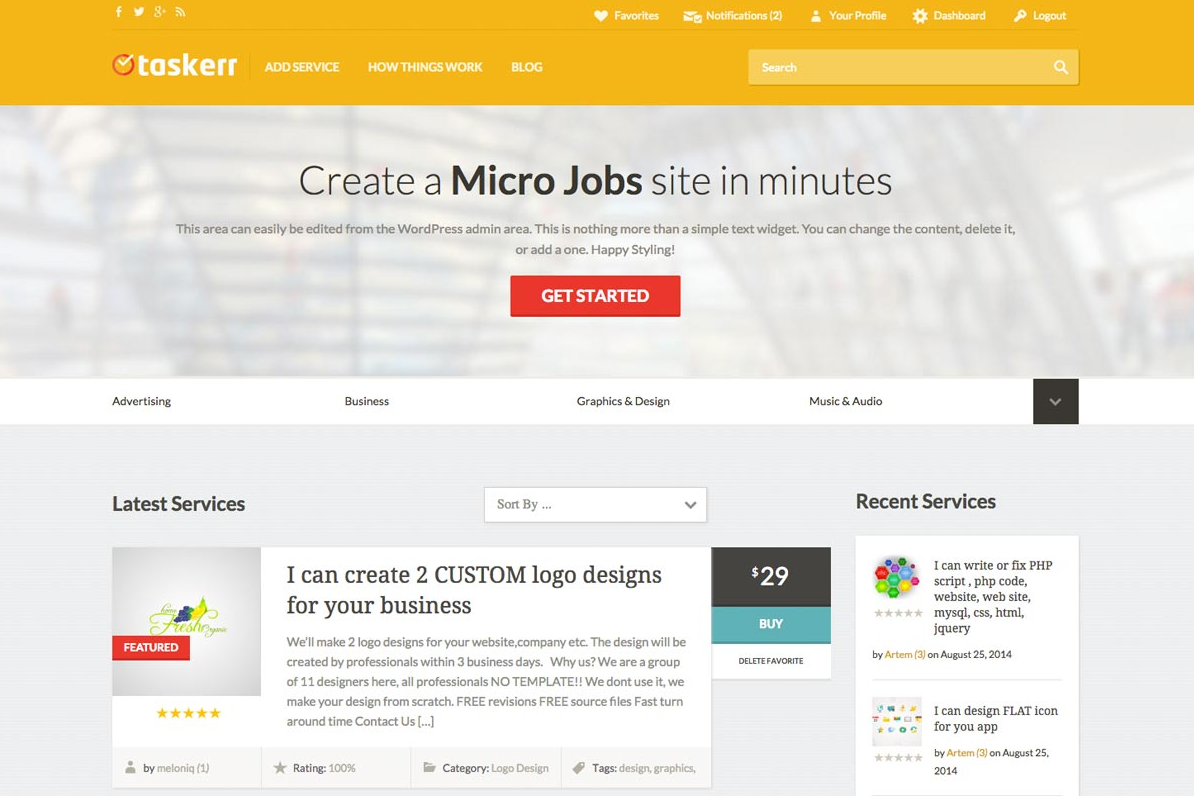 Favorites
Notifications (2)
Your Profile
Dashboard
Logout
taskerr
ADD SERVICE
HOW THINGS WORK
BLOG
Search
Create a Micro Jobs site in minutes
This area can easily be edited from the WordPress admin area. This is nothing more than a simple text widget. You can change the content, delete it,
or add a one. Happy Styling!
GET STARTED
Advertising
Business
Graphics & Design
Music & Audio
Latest Services
Sort By ...
FEATURED
I can create 2 CUSTOM logo designs
for your business
We'll make 2 logo designs for your website,company etc. The design will be
created by professionals within 3 business days. Why us? We are a group
of 11 designers here, all professionals NO TEMPLATE!! We dont use it, we
make your design from scratch. FREE revisions FREE source files Fast turn
around time Contact Us [...]
by meloniq (1)
Rating: 100%
Category: Logo Design
Tags: design, graphics,
$29
BUY
DELETE FAVORITE
Recent Services
I can write or fix PHP
script , php code,
website, web site,
mysql, css, html,
jquery
by Artem (3) on August 25, 2014
I can design FLAT icon
for you app
by Artem (3) on August 25,
2014